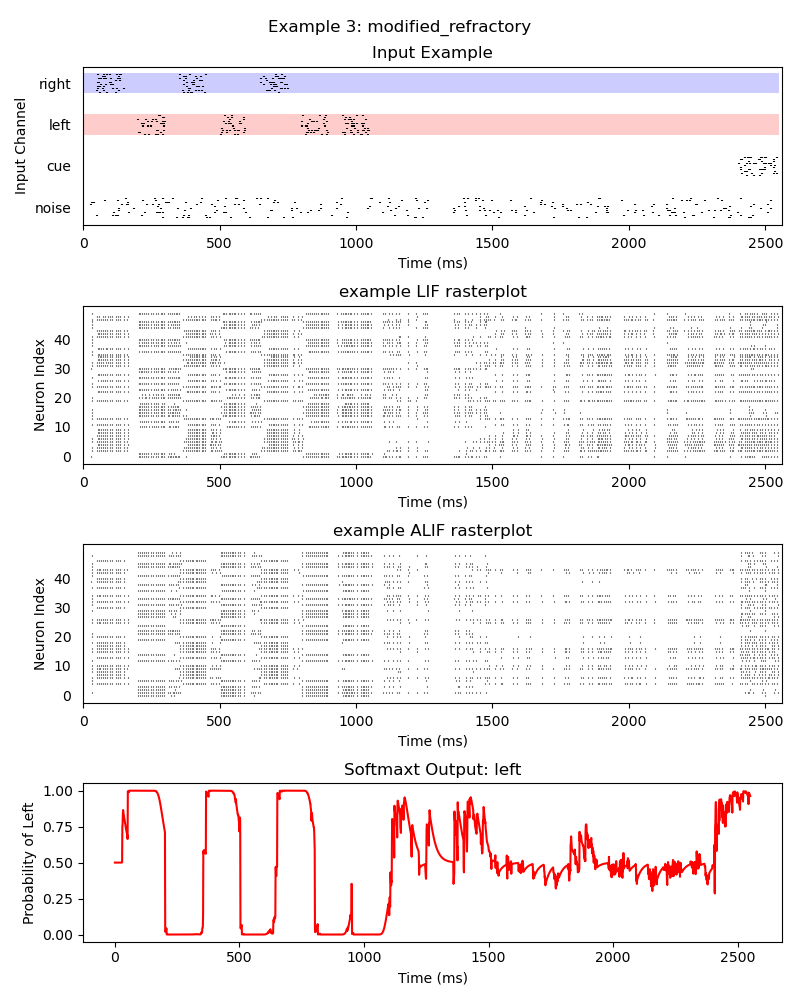 Example 3: modified_refractory
Input Example
right
left
cue
noise
Input Channel
0 500 1000 1500 2000 2500
Time (ms)
example LIF rasterplot
40
30
20
10
0
Neuron Index
0 500 1000 1500 2000 2500
Time (ms)
example ALIF rasterplot
40
30
20
10
0
Neuron Index
0 500 1000 1500 2000 2500
Time (ms)
Softmaxt Output: left
1.00
0.75
0.50
0.25
0.00
Probability of Left
0 500 1000 1500 2000 2500
Time (ms)